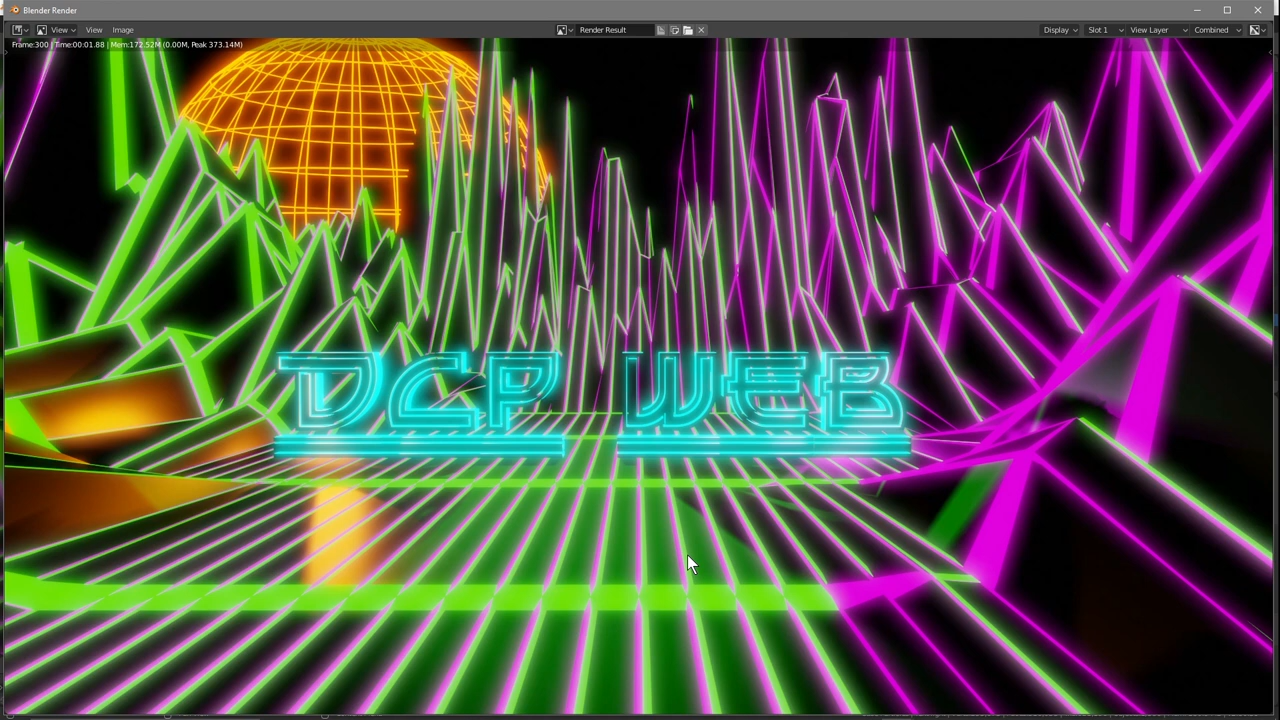 Blender Render
View View Image Render Result Display Slot 1 View Layer Combined
Frame:300 | Time:00:01.88 | Mem:172.52M (0.00M, Peak 373.14M)
DCP WEB